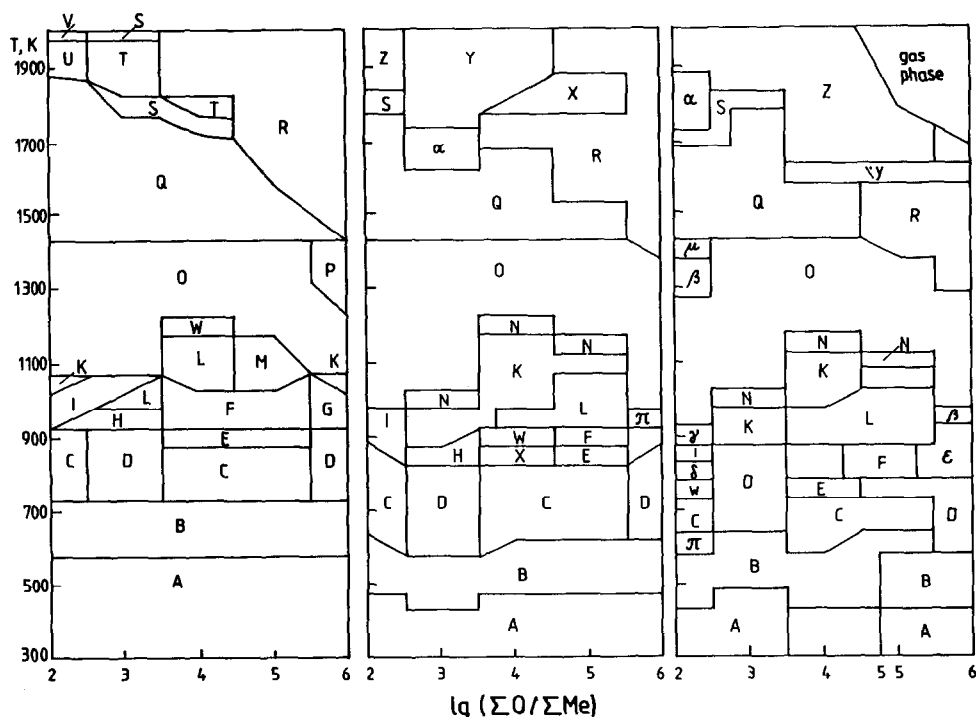 V S
T, K
U T
1900
S T
R
1700
Q
1500
O P
1300
W
K L M K
1100
I L F G
H
900
E
C D C D
700
B
500
A
300
2 3 4 5 6
Z Y
S X
α
R
Q
O
N
N
K
I N L π
W F
H X E
C D C D
B
A
2 3 4 5 6
gas
phase
α S Z
γy
Q R
μ
β O
N N
K
N
K L β
γ
I F ε
δ
W O E
C C D
π
B B
A A
2 3 4 5 5 6
lg (ΣO/ΣMe)